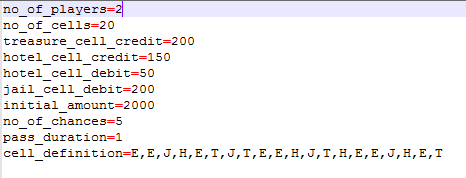 no_of_players=2
no_of_cells=20
treasure_cell_credit=200
hotel_cell_credit=150
hotel_cell_debit=50
jail_cell_debit=200
initial_amount=2000
no_of_chances=5
pass_duration=1
cell_definition=E,E,J,H,E,T,J,T,E,E,H,J,T,H,E,E,J,H,E,T